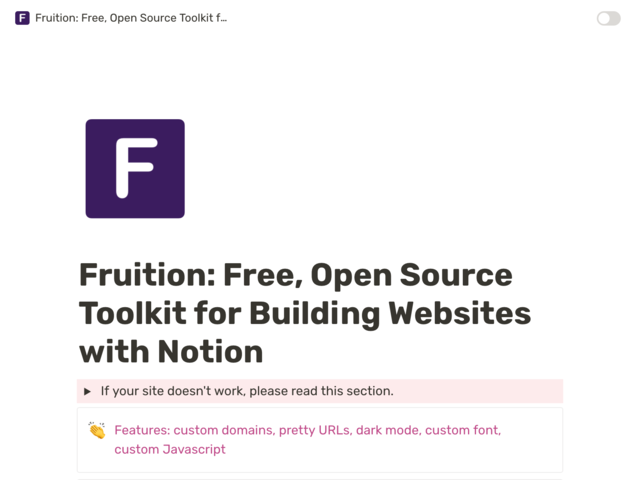 F Fruition: Free, Open Source Toolkit f...
F
Fruition: Free, Open Source
Toolkit for Building Websites
with Notion
If your site doesn't work, please read this section.
Features: custom domains, pretty URLs, dark mode, custom font,
custom Javascript